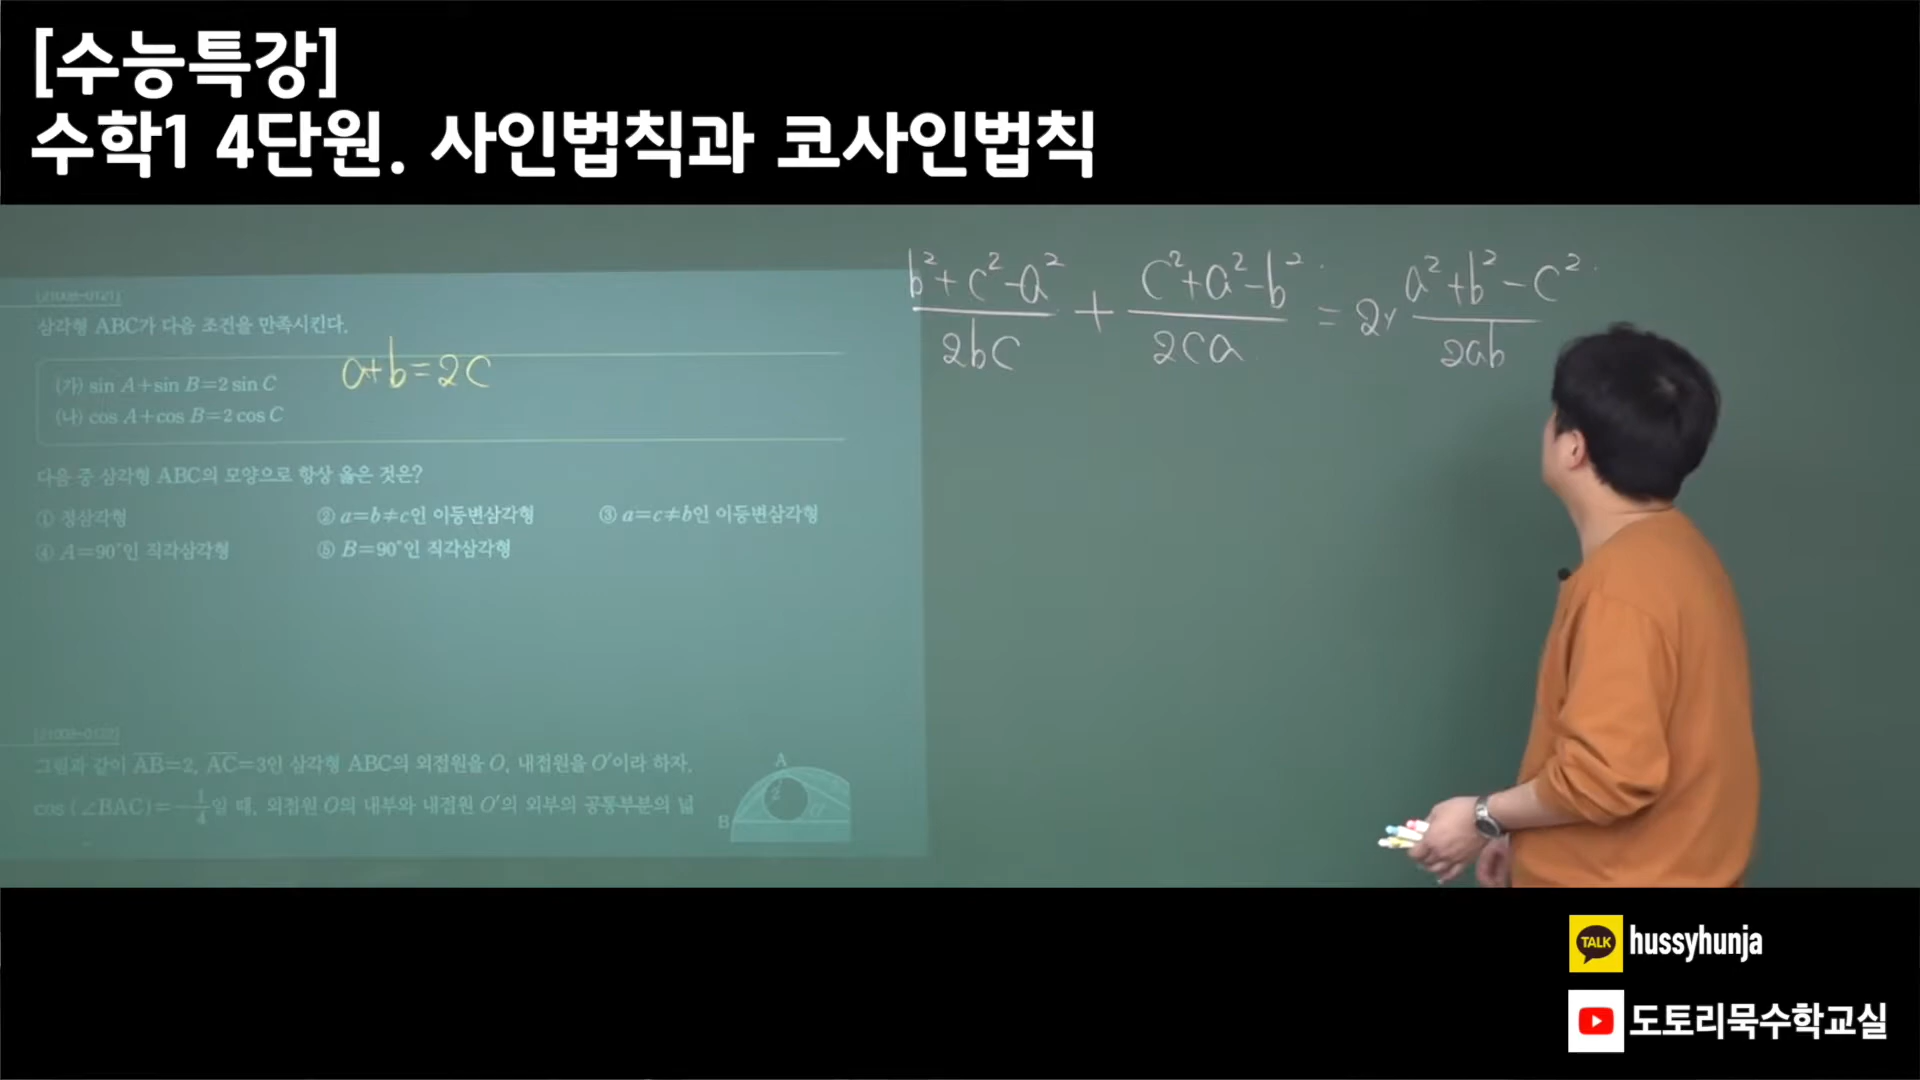 [수능특강]
수학1 4단원. 사인법칙과 코사인법칙
[21008-0121]
삼각형 ABC가 다음 조건을 만족시킨다.
(가) sin A+sin B=2 sin C
a+b=2c
(나) cos A+cos B=2 cos C
다음 중 삼각형 ABC의 모양으로 항상 옳은 것은?
① 정삼각형 ② a=b≠c인 이등변삼각형 ③ a=c≠b인 이등변삼각형
④ A=90°인 직각삼각형 ⑤ B=90°인 직각삼각형
[21008-0122]
그림과 같이 AB=2, AC=3인 삼각형 ABC의 외접원을 O, 내접원을 O′이라 하자.
cos (∠BAC)=-1/4일 때, 외접원 O의 내부와 내접원 O′의 외부의 공통부분의 넓
A
B
(b²+c²-a²)/2bc + (c²+a²-b²)/2ca = 2× (a²+b²-c²)/2ab
TALK hussyhunja
도토리묵수학교실